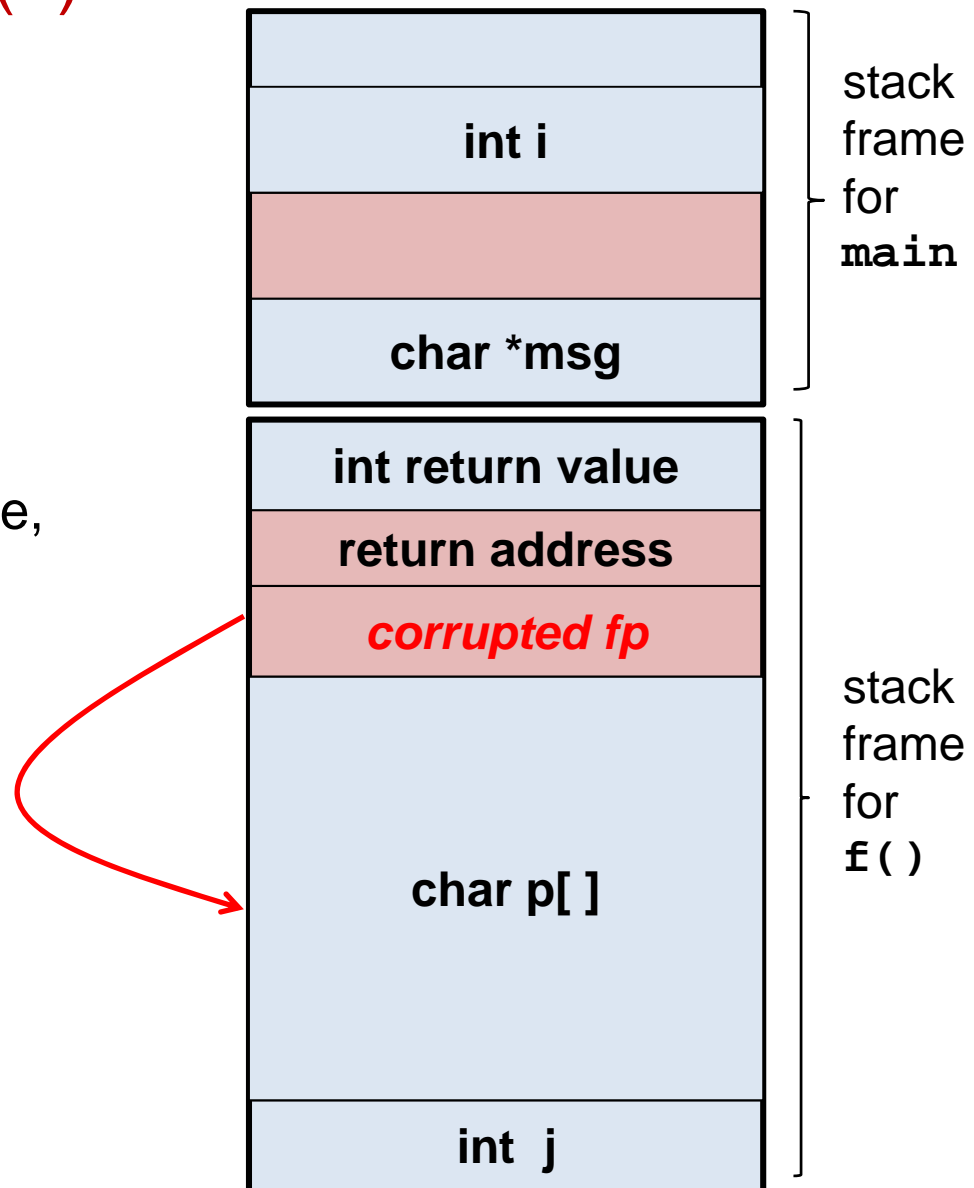 ( )
stack
int i
frame
for
main
char *msg
int return value
e,
return address
corrupted fp
stack
frame
for
f()
char p[ ]
int j